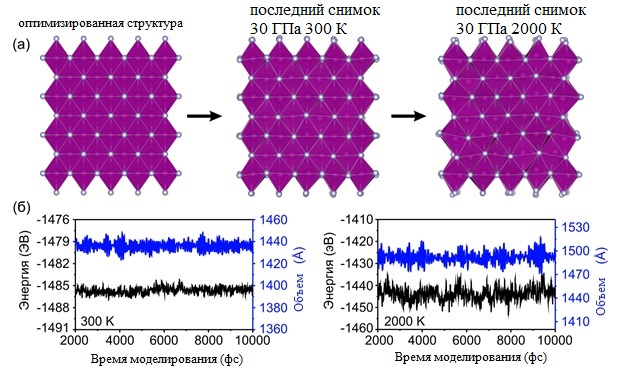 оптимизированная структура
последний снимок
30 ГПа 300 К
последний снимок
30 ГПа 2000 К
(а)
(б)
-1476
-1479
-1482
-1485
-1488
-1491
Энергия (эВ)
1460
1440
1420
1400
1380
1360
Объем (Å)
300 K
2000 4000 6000 8000 10000
Время моделирования (фс)
-1410
-1420
-1430
-1440
-1450
-1460
Энергия (эВ)
1530
1500
1470
1440
1410
Объем (Å)
2000 K
2000 4000 6000 8000 10000
Время моделирования (фс)